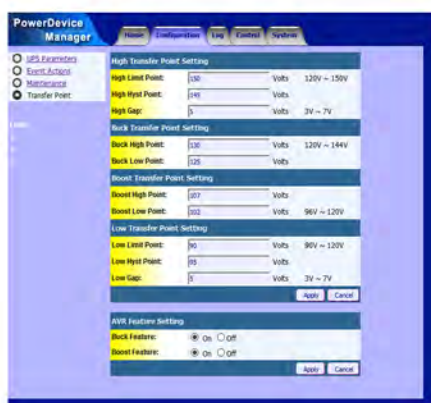 PowerDevice
Manager
Home Configuration Log Control System
UPS Parameters
Event Actions
Maintenance
Transfer Point
High Transfer Point Setting
High Limit Point: 150 Volts 120V ~ 150V
High Hyst Point: 145 Volts
High Gap: 5 Volts 3V ~ 7V
Buck Transfer Point Setting
Buck High Point: 130 Volts 120V ~ 144V
Buck Low Point: 125 Volts
Boost Transfer Point Setting
Boost High Point: 107 Volts
Boost Low Point: 102 Volts 96V ~ 120V
Low Transfer Point Setting
Low Limit Point: 90 Volts 90V ~ 120V
Low Hyst Point: 95 Volts
Low Gap: 5 Volts 3V ~ 7V
Apply Cancel
AVR Feature Setting
Buck Feature: On Off
Boost Feature: On Off
Apply Cancel